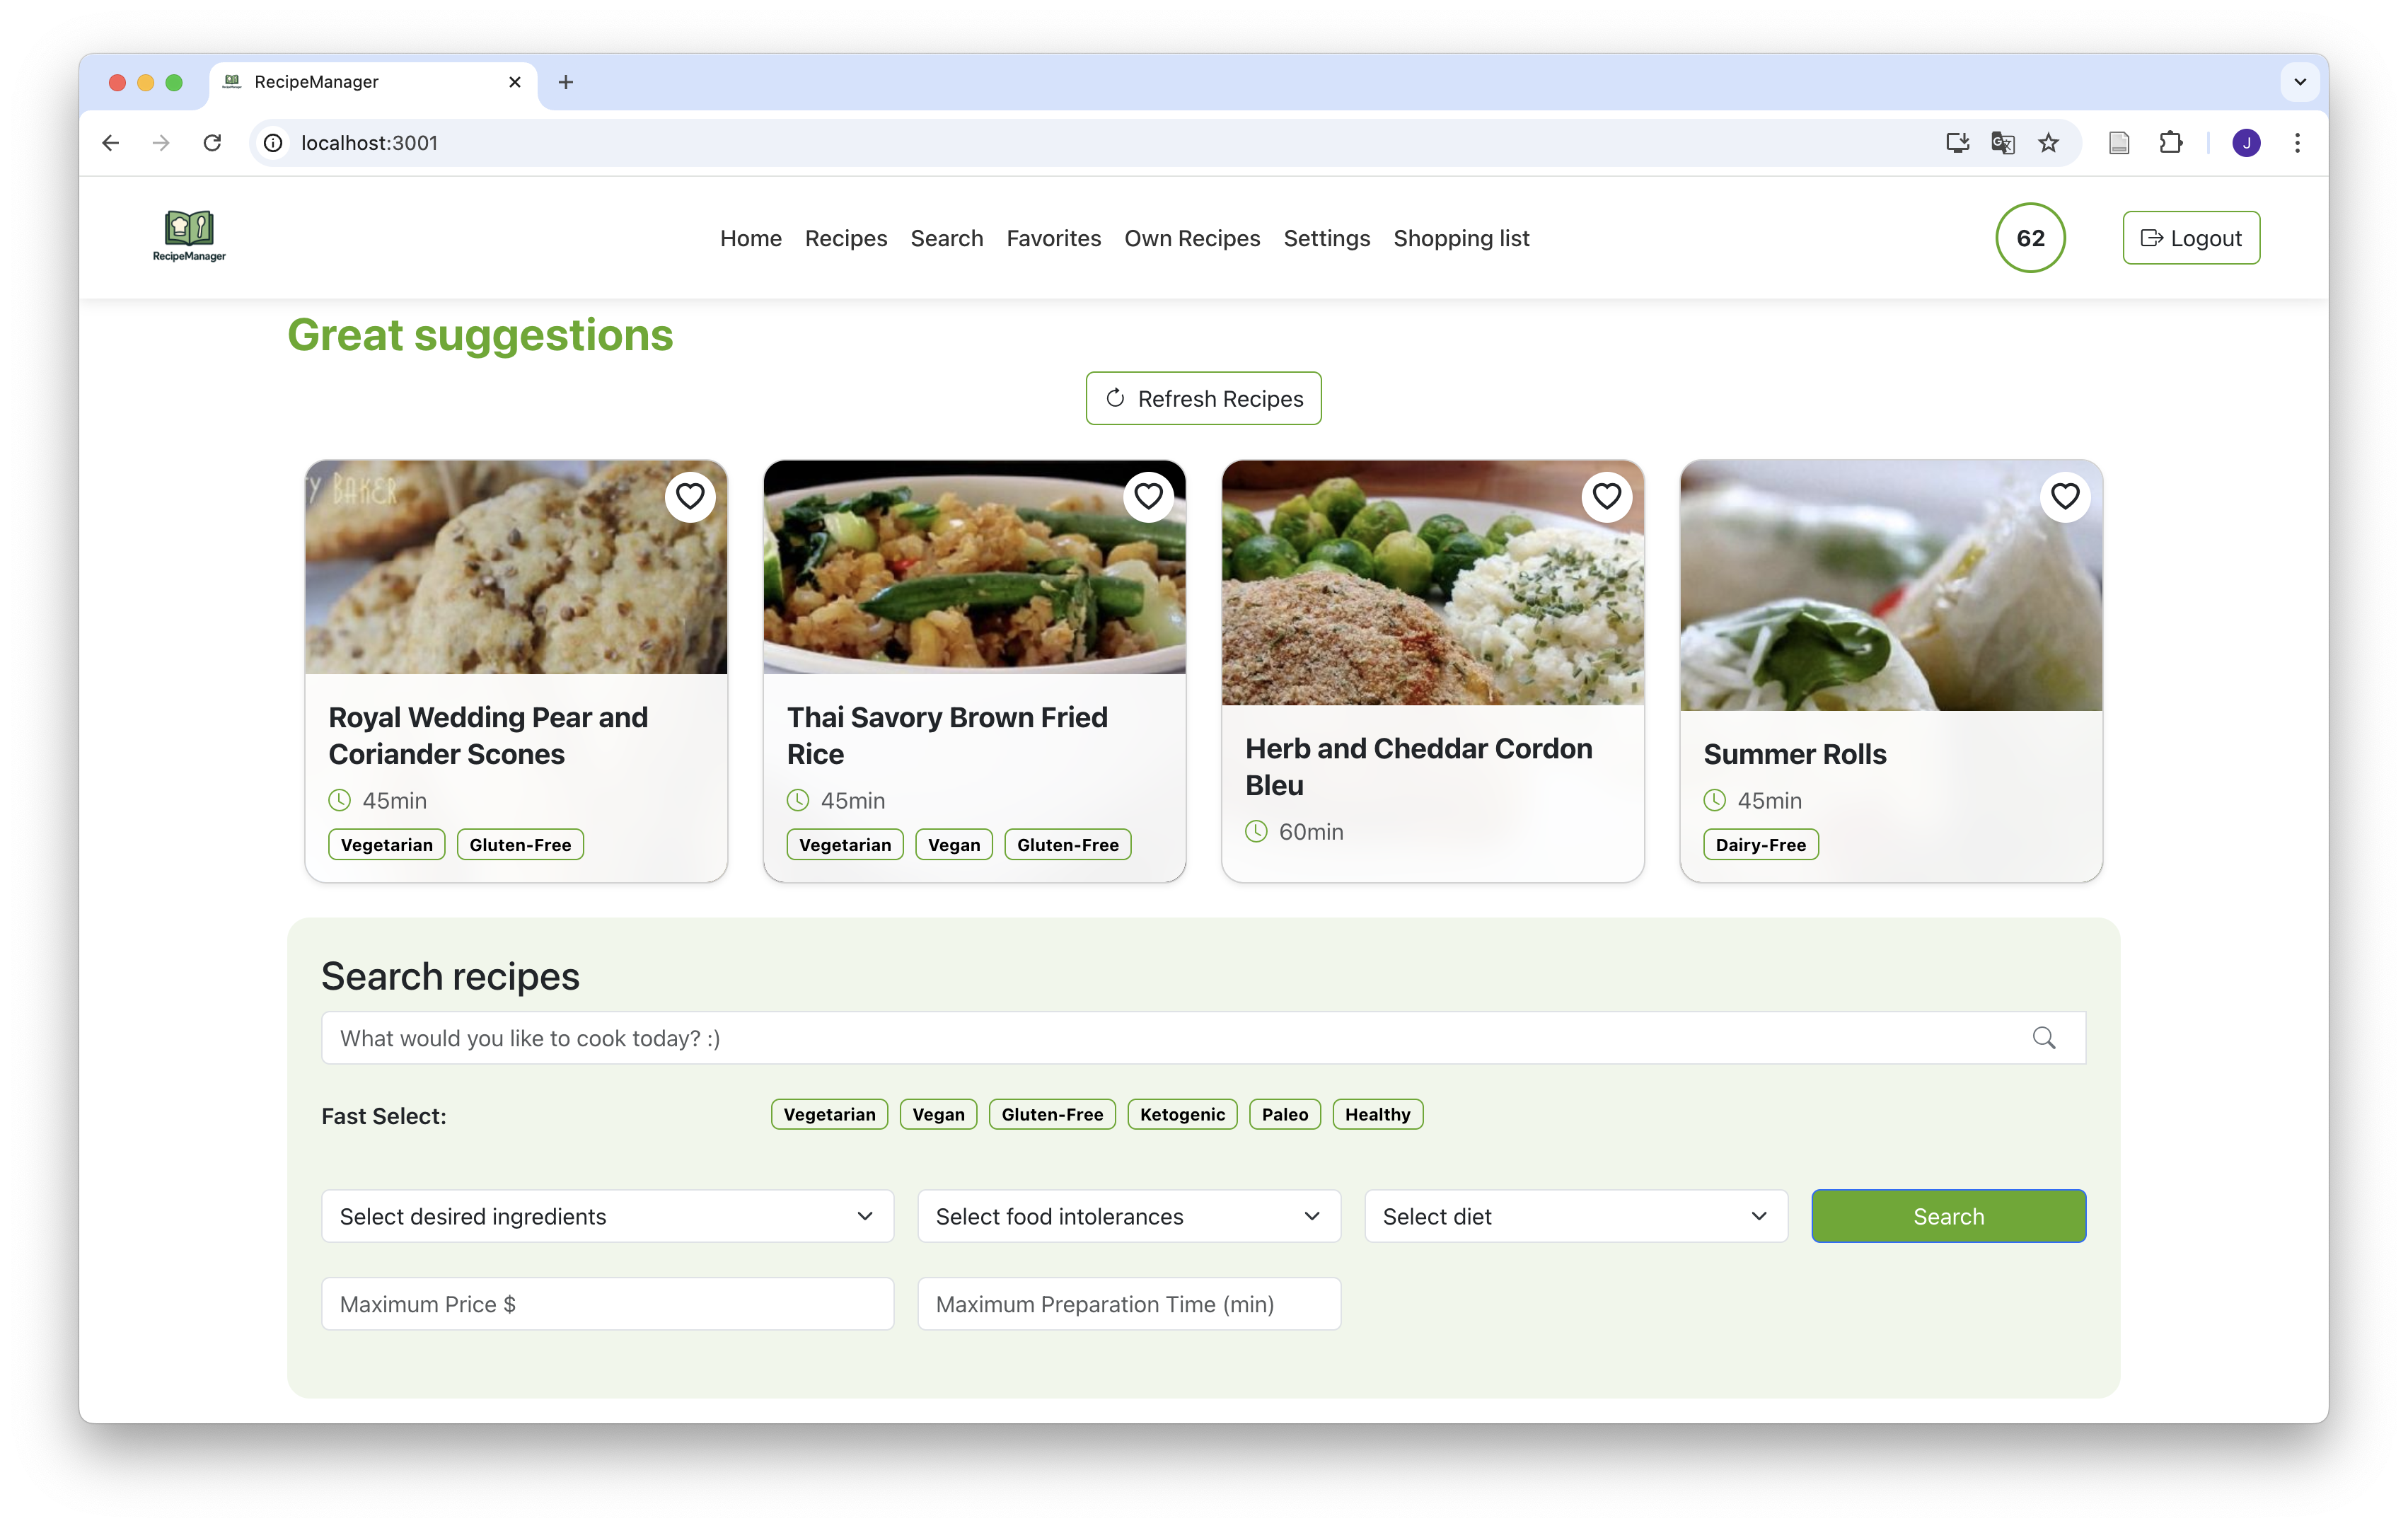 RecipeManager
localhost:3001
J
RecipeManager
Home Recipes Search Favorites Own Recipes Settings Shopping list
62
Logout
Great suggestions
Refresh Recipes
Y BAKER
Royal Wedding Pear and
Coriander Scones
45min
Vegetarian Gluten-Free
Thai Savory Brown Fried
Rice
45min
Vegetarian Vegan Gluten-Free
Herb and Cheddar Cordon
Bleu
60min
Summer Rolls
45min
Dairy-Free
Search recipes
What would you like to cook today? :)
Fast Select:
Vegetarian Vegan Gluten-Free Ketogenic Paleo Healthy
Select desired ingredients
Select food intolerances
Select diet
Search
Maximum Price $
Maximum Preparation Time (min)